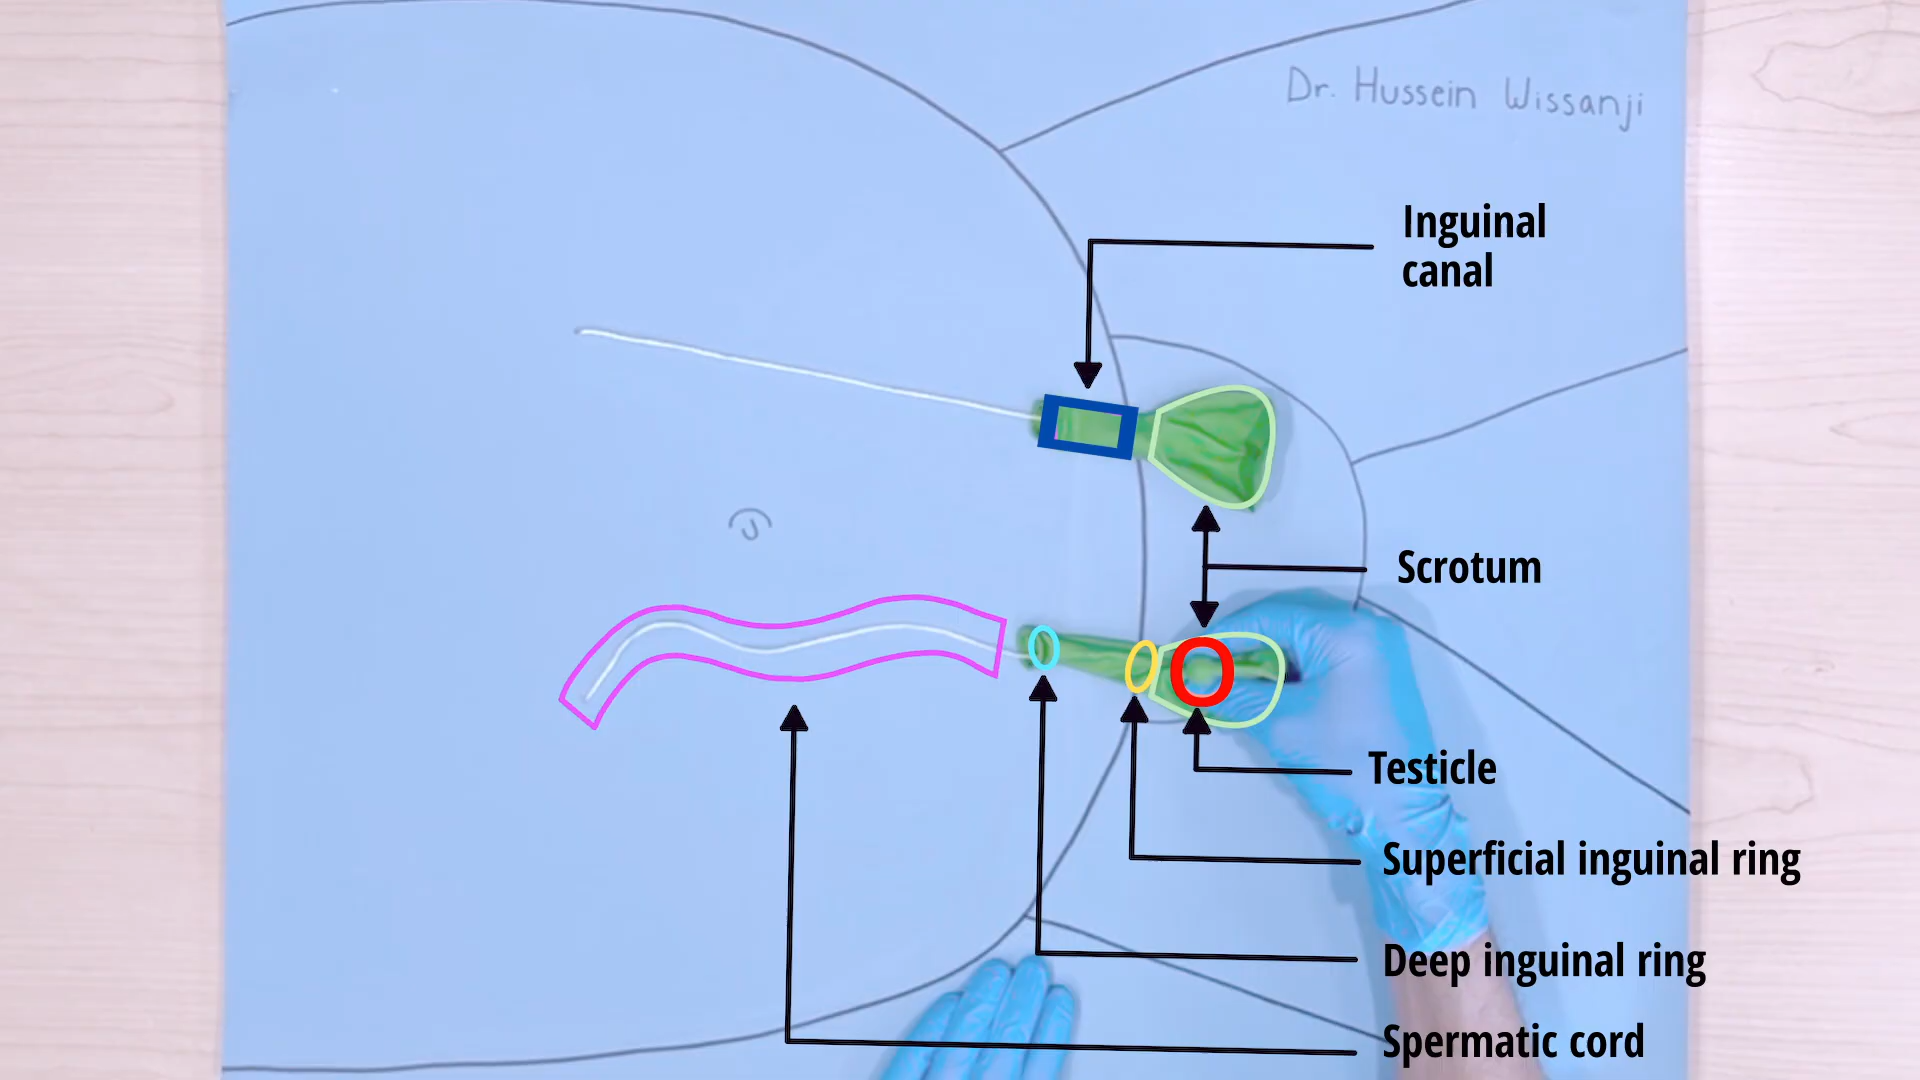 Dr. Hussein Wissanji
Inguinal
canal
Scrotum
Testicle
Superficial inguinal ring
Deep inguinal ring
Spermatic cord